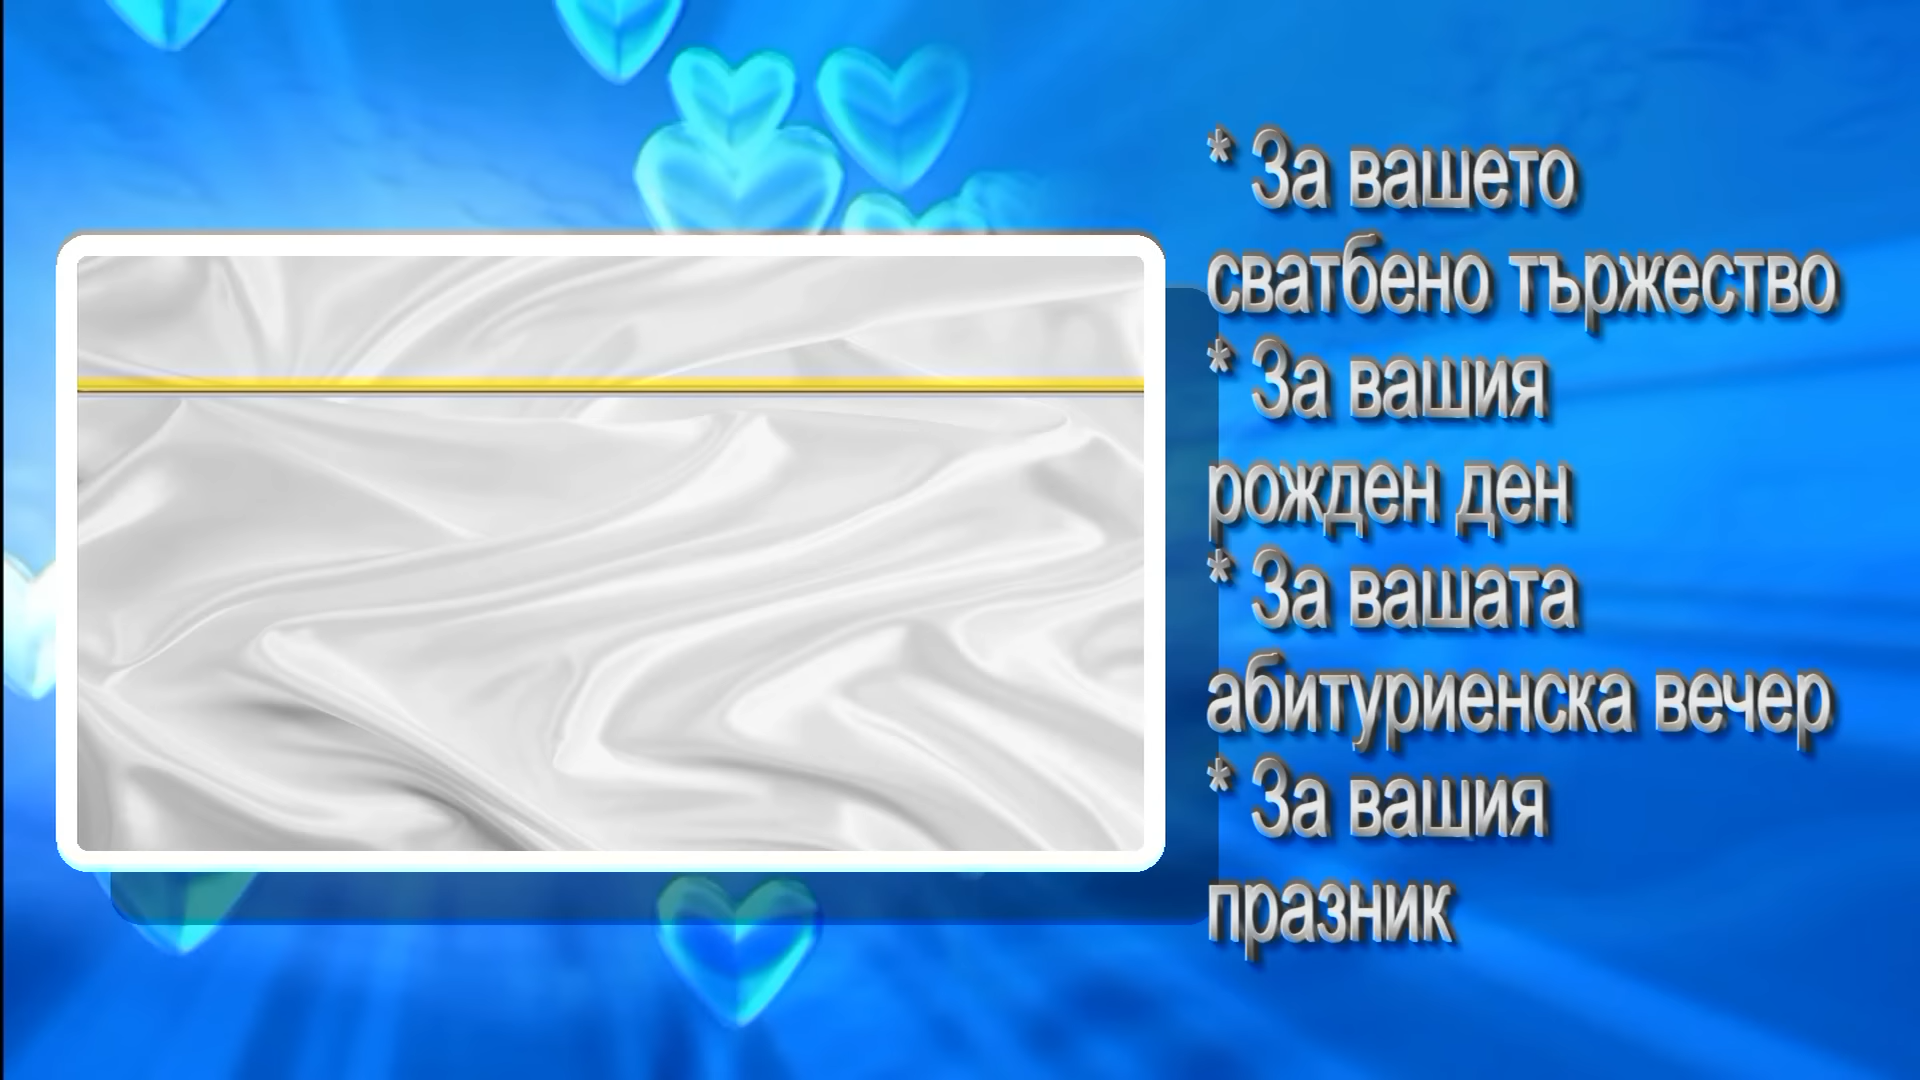 * За вашето
сватбено тържество
* За вашия
рожден ден
* За вашата
абитуриенска вечер
* За вашия
празник